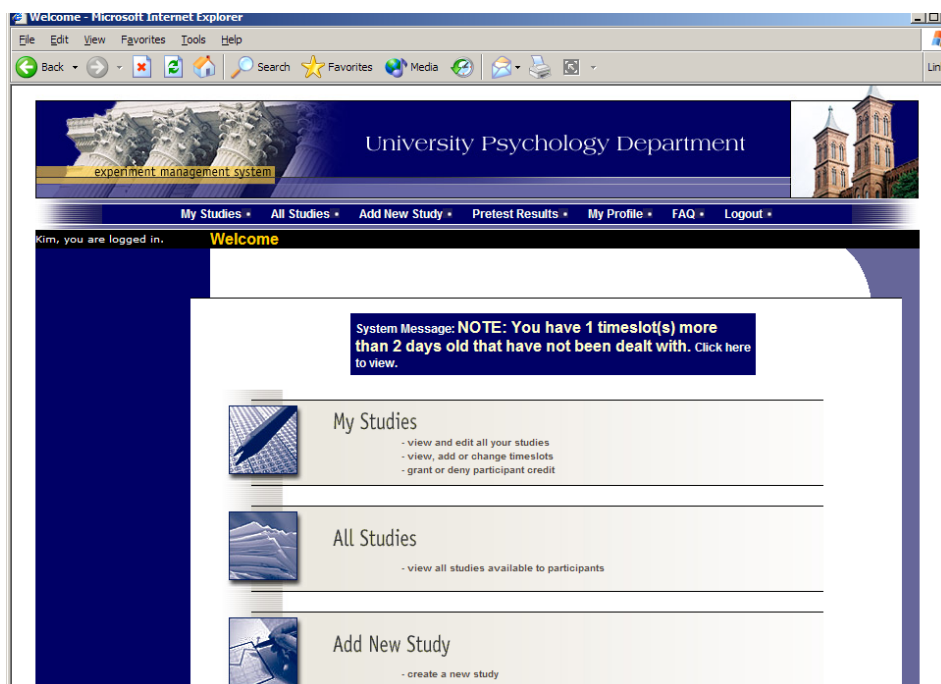 Welcome - Microsoft Internet Explorer
File Edit View Favorites Tools Help
Back Search Favorites Media
University Psychology Department
experiment management system
My Studies All Studies Add New Study Pretest Results My Profile FAQ Logout
Kim, you are logged in. Welcome
System Message: NOTE: You have 1 timeslot(s) more
than 2 days old that have not been dealt with. Click here
to view.
My Studies
- view and edit all your studies
- view, add or change timeslots
- grant or deny participant credit
All Studies
- view all studies available to participants
Add New Study
- create a new study